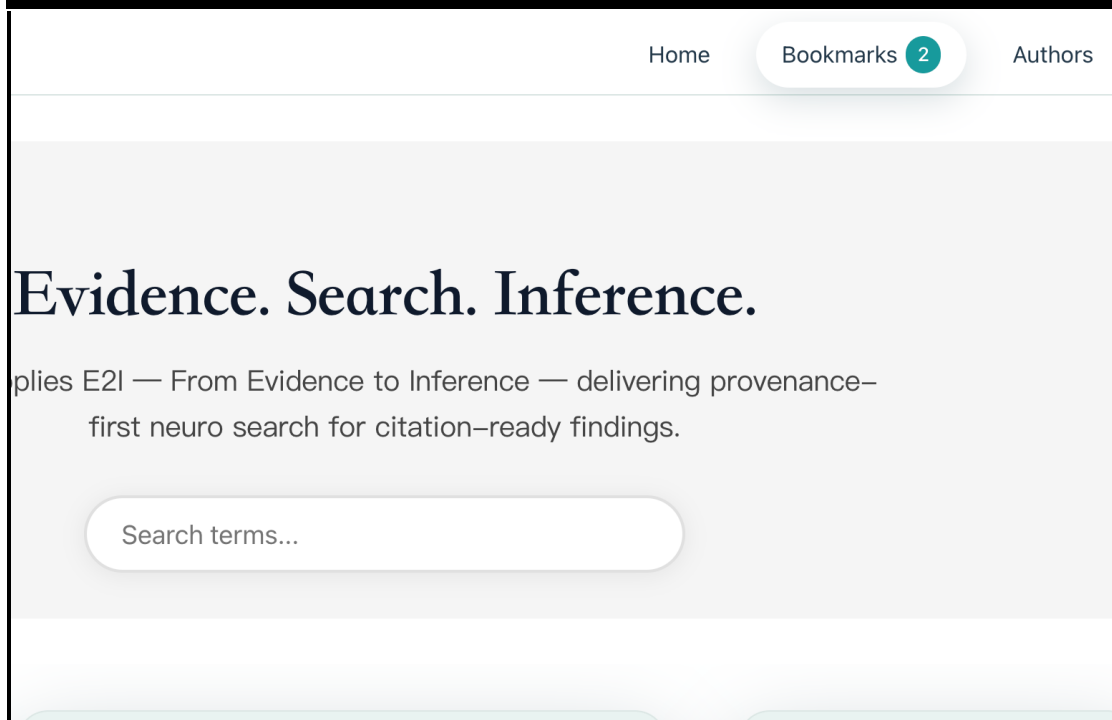 Home Bookmarks 2 Authors
Evidence. Search. Inference.
E2I — From Evidence to Inference — delivering provenance–
first neuro search for citation–ready findings.
Search terms...